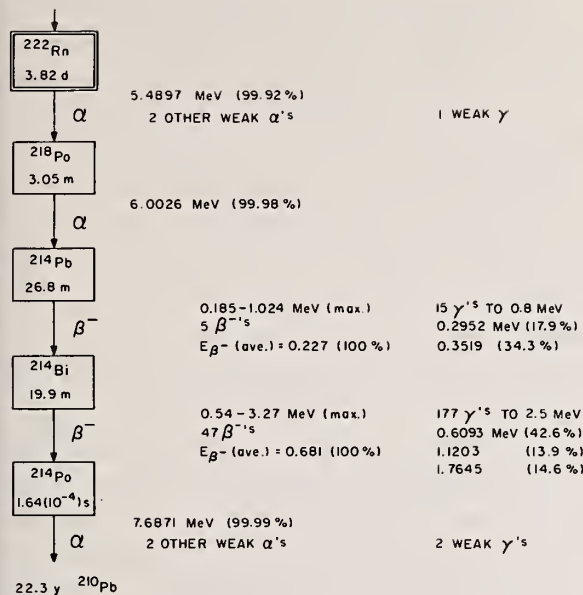 222Rn
3.82 d
α 5.4897 MeV (99.92%)
2 OTHER WEAK α's 1 WEAK γ
218Po
3.05 m
α 6.0026 MeV (99.98%)
214Pb
26.8 m
β⁻ 0.185-1.024 MeV (max.) 15 γ's TO 0.8 MeV
5 β⁻'s 0.2952 MeV (17.9%)
Eβ⁻ (ave.) = 0.227 (100%) 0.3519 (34.3%)
214Bi
19.9 m
β⁻ 0.54-3.27 MeV (max.) 177 γ's TO 2.5 MeV
47 β⁻'s 0.6093 MeV (42.6%)
Eβ⁻ (ave.) = 0.681 (100%) 1.1203 (13.9%)
1.7645 (14.6%)
214Po
1.64(10⁻⁴)s
α 7.6871 MeV (99.99%)
2 OTHER WEAK α's 2 WEAK γ's
22.3 y 210Pb